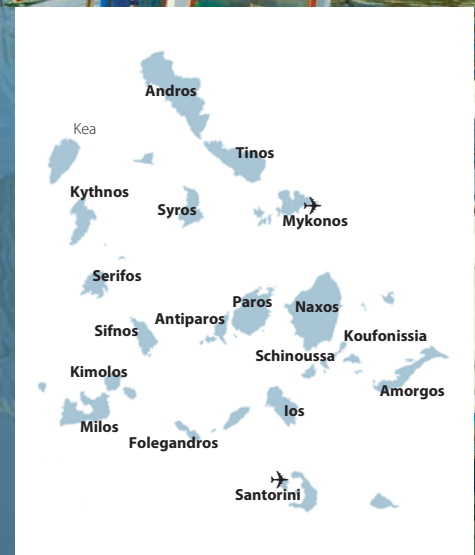 Andros
Kea
Tinos
Kythnos
Syros
Mykonos
Serifos
Paros
Naxos
Antiparos
Sifnos
Koufonissia
Schinoussa
Kimolos
Amorgos
Ios
Milos
Folegandros
Santorini